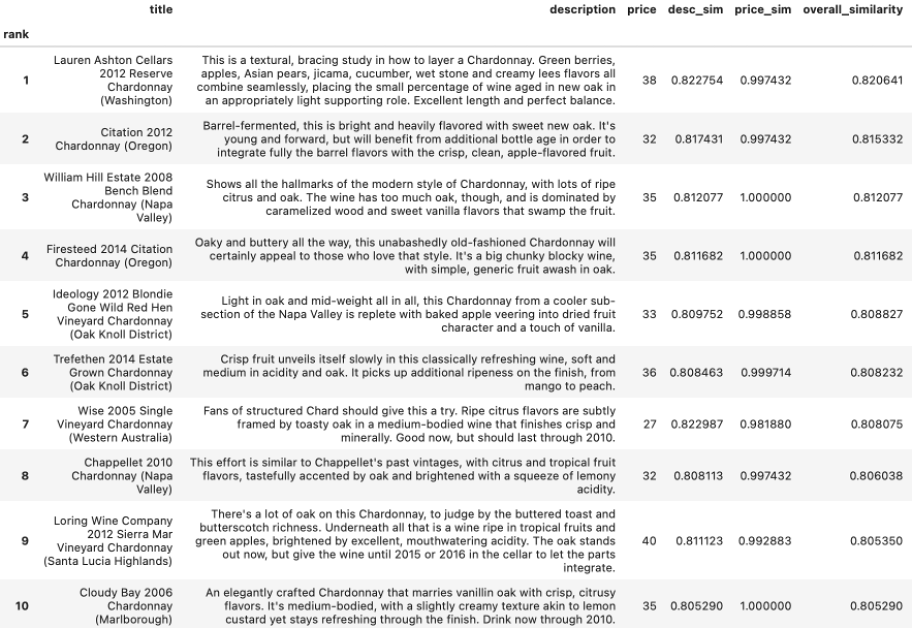 title description price desc_sim price_sim overall_similarity
rank
Lauren Ashton Cellars
2012 Reserve
Chardonnay
(Washington)
This is a textural, bracing study in how to layer a Chardonnay. Green berries,
apples, Asian pears, jicama, cucumber, wet stone and creamy lees flavors all
combine seamlessly, placing the small percentage of wine aged in new oak in
an appropriately light supporting role. Excellent length and perfect balance.
1 38 0.822754 0.997432 0.820641
Citation 2012
Chardonnay (Oregon)
Barrel-fermented, this is bright and heavily flavored with sweet new oak. It's
young and forward, but will benefit from additional bottle age in order to
integrate fully the barrel flavors with the crisp, clean, apple-flavored fruit.
2 32 0.817431 0.997432 0.815332
William Hill Estate 2008
Bench Blend
Chardonnay (Napa
Valley)
Shows all the hallmarks of the modern style of Chardonnay, with lots of ripe
citrus and oak. The wine has too much oak, though, and is dominated by
caramelized wood and sweet vanilla flavors that swamp the fruit.
3 35 0.812077 1.000000 0.812077
Firesteed 2014 Citation
Chardonnay (Oregon)
Oaky and buttery all the way, this unabashedly old-fashioned Chardonnay will
certainly appeal to those who love that style. It's a big chunky blocky wine,
with simple, generic fruit awash in oak.
4 35 0.811682 1.000000 0.811682
Ideology 2012 Blondie
Gone Wild Red Hen
Vineyard Chardonnay
(Oak Knoll District)
Light in oak and mid-weight all in all, this Chardonnay from a cooler sub-
section of the Napa Valley is replete with baked apple veering into dried fruit
character and a touch of vanilla.
5 33 0.809752 0.998858 0.808827
Trefethen 2014 Estate
Grown Chardonnay
(Oak Knoll District)
Crisp fruit unveils itself slowly in this classically refreshing wine, soft and
medium in acidity and oak. It picks up additional ripeness on the finish, from
mango to peach.
6 36 0.808463 0.999714 0.808232
Wise 2005 Single
Vineyard Chardonnay
(Western Australia)
Fans of structured Chard should give this a try. Ripe citrus flavors are subtly
framed by toasty oak in a medium-bodied wine that finishes crisp and
minerally. Good now, but should last through 2010.
7 27 0.822987 0.981880 0.808075
Chappellet 2010
Chardonnay (Napa
Valley)
This effort is similar to Chappellet's past vintages, with citrus and tropical fruit
flavors, tastefully accented by oak and brightened with a squeeze of lemony
acidity.
8 32 0.808113 0.997432 0.806038
Loring Wine Company
2012 Sierra Mar
Vineyard Chardonnay
(Santa Lucia Highlands)
There's a lot of oak on this Chardonnay, to judge by the buttered toast and
butterscotch richness. Underneath all that is a wine ripe in tropical fruits and
green apples, brightened by excellent, mouthwatering acidity. The oak stands
out now, but give the wine until 2015 or 2016 in the cellar to let the parts
integrate.
9 40 0.811123 0.992883 0.805350
Cloudy Bay 2006
Chardonnay
(Marlborough)
An elegantly crafted Chardonnay that marries vanillin oak with crisp, citrusy
flavors. It's medium-bodied, with a slightly creamy texture akin to lemon
custard yet stays refreshing through the finish. Drink now through 2010.
10 35 0.805290 1.000000 0.805290